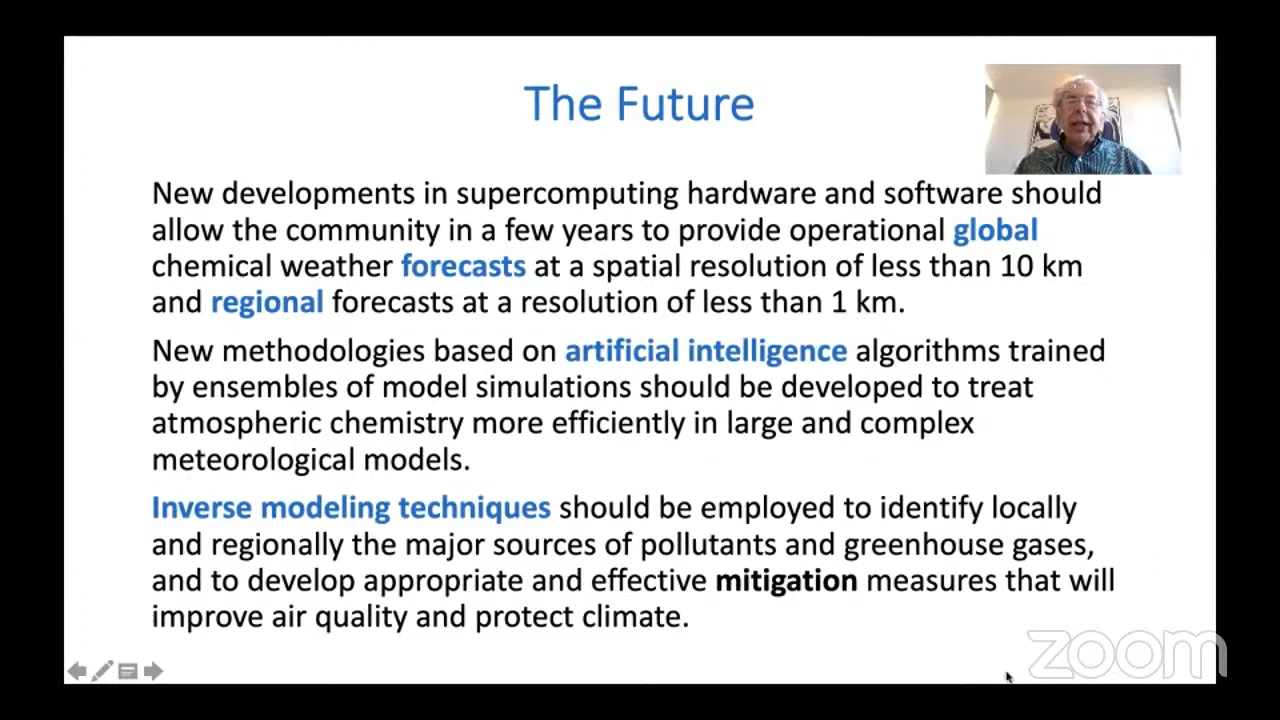 The Future
New developments in supercomputing hardware and software should
allow the community in a few years to provide operational global
chemical weather forecasts at a spatial resolution of less than 10 km
and regional forecasts at a resolution of less than 1 km.
New methodologies based on artificial intelligence algorithms trained
by ensembles of model simulations should be developed to treat
atmospheric chemistry more efficiently in large and complex
meteorological models.
Inverse modeling techniques should be employed to identify locally
and regionally the major sources of pollutants and greenhouse gases,
and to develop appropriate and effective mitigation measures that will
improve air quality and protect climate.
zoom